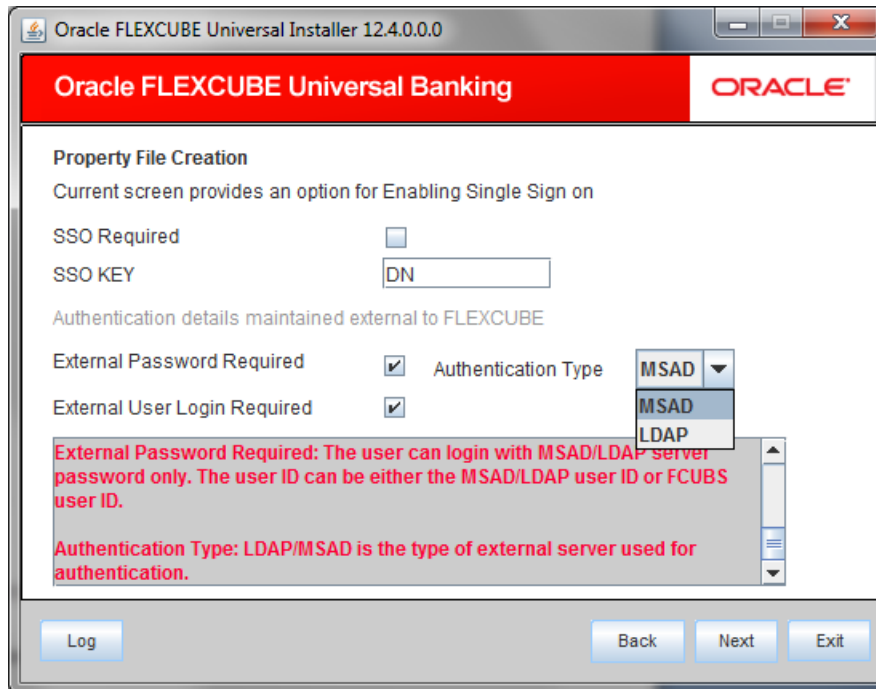 Oracle FLEXCUBE Universal Installer 12.4.0.0.0
Oracle FLEXCUBE Universal Banking
ORACLE
Property File Creation
Current screen provides an option for Enabling Single Sign on
SSO Required
SSO KEY DN
Authentication details maintained external to FLEXCUBE
External Password Required Authentication Type MSAD
External User Login Required MSAD
LDAP
External Password Required: The user can login with MSAD/LDAP server
password only. The user ID can be either the MSAD/LDAP user ID or FCUBS
user ID.
Authentication Type: LDAP/MSAD is the type of external server used for
authentication.
Log Back Next Exit